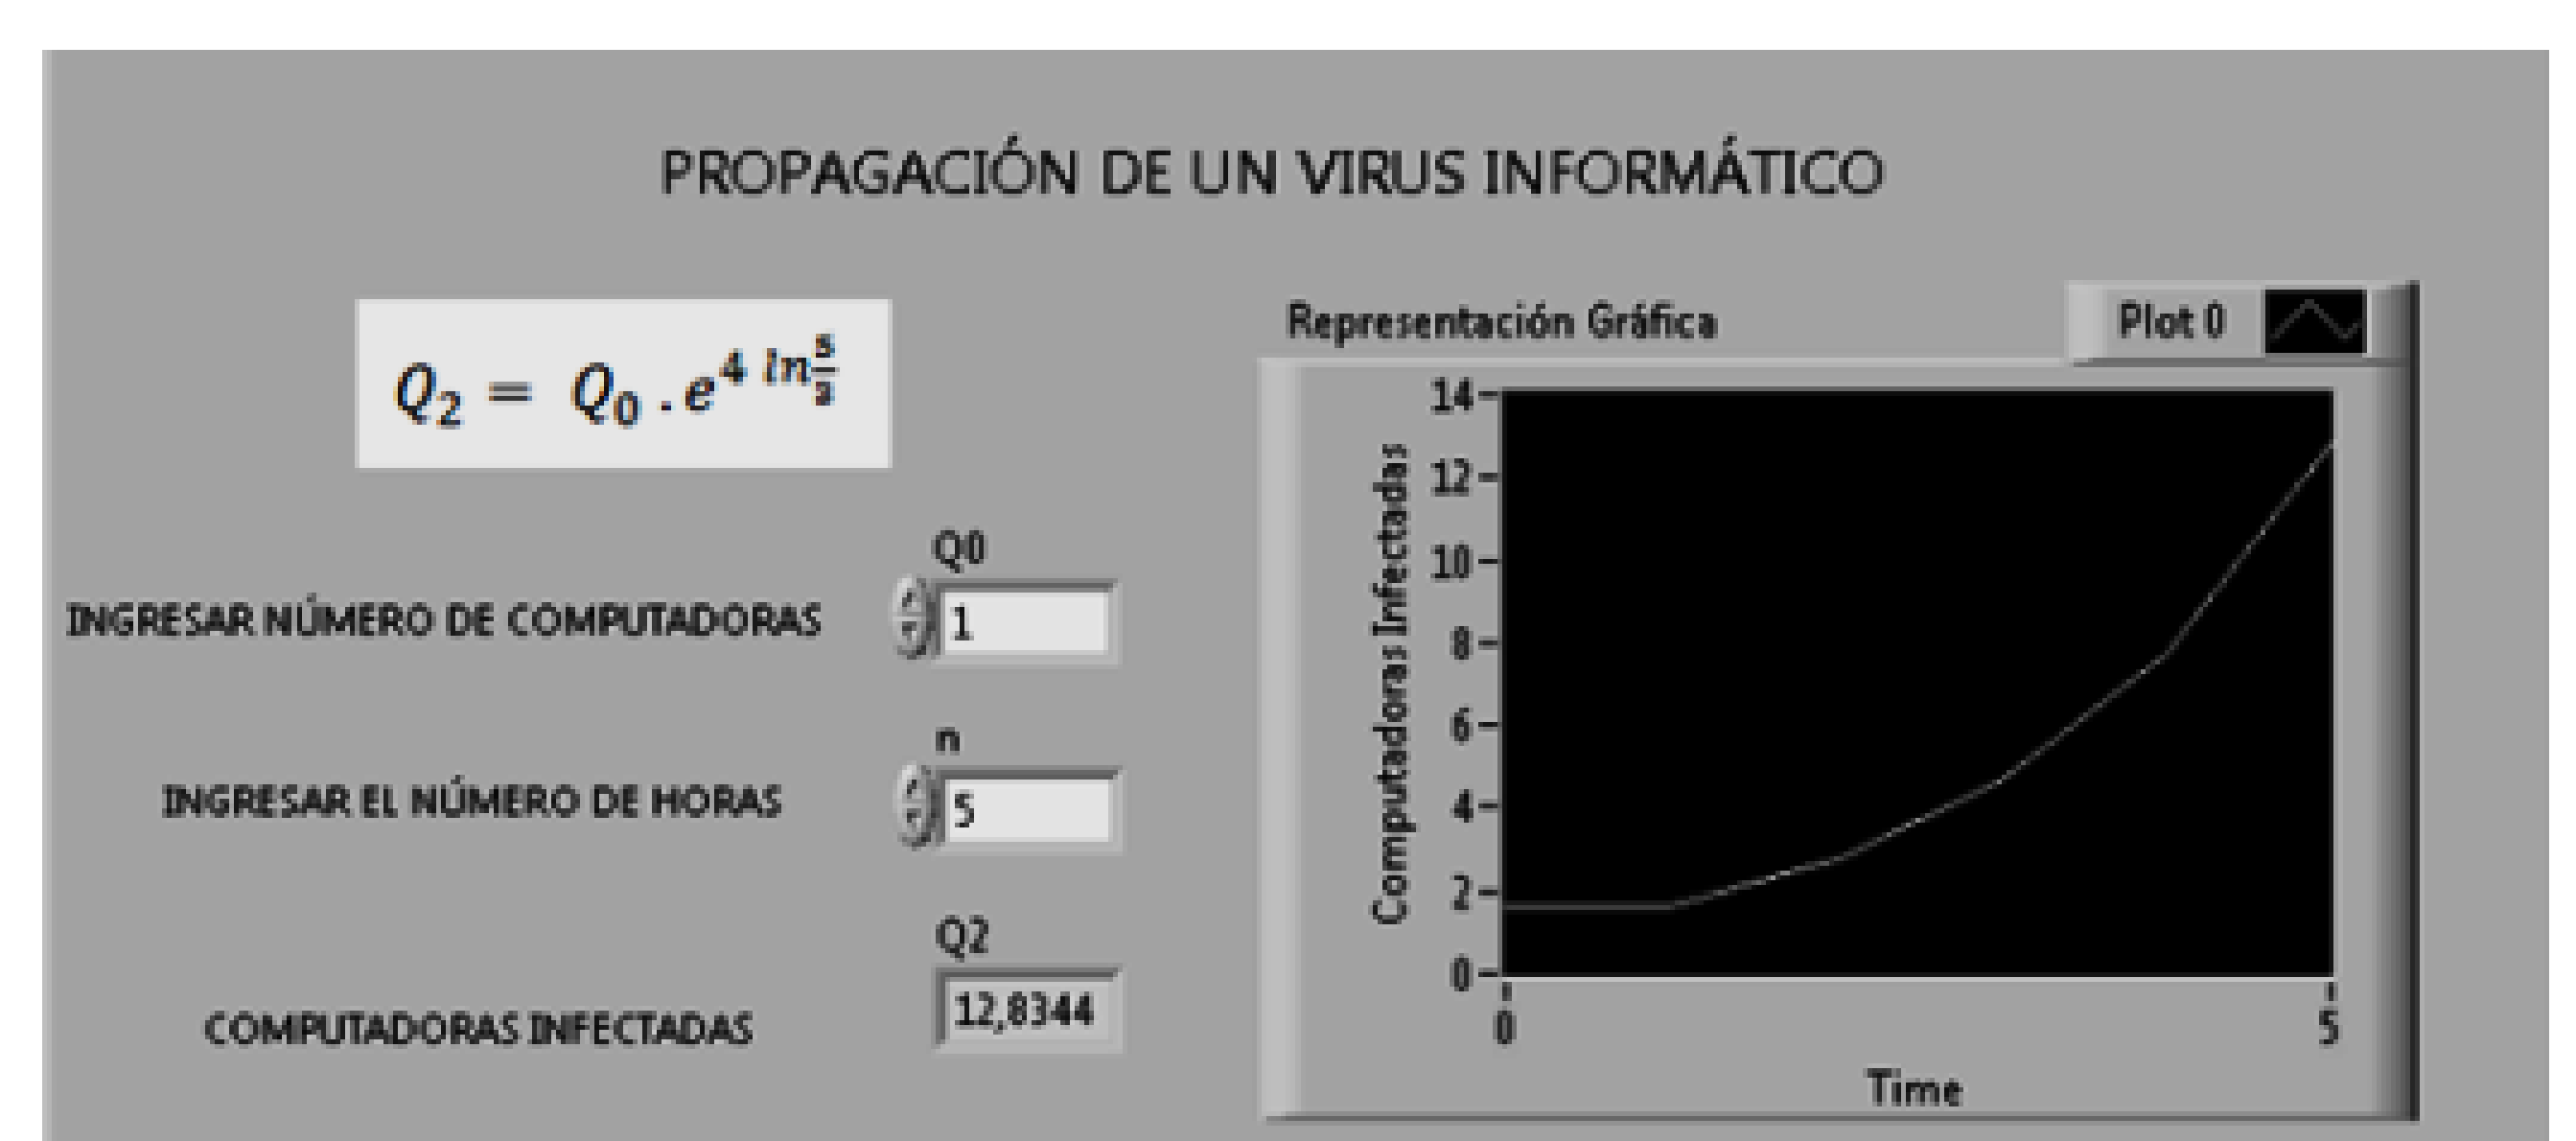 PROPAGACIÓN DE UN VIRUS INFORMÁTICO
Q₂ = Q₀ . e^4 ln
Q0
INGRESAR NÚMERO DE COMPUTADORAS
1
n
INGRESAR EL NÚMERO DE HORAS
5
Q2
COMPUTADORAS INFECTADAS
12,8344
Representación Gráfica
Plot 0
Computadoras Infectadas
14
12
10
8
6
4
2
0
0
5
Time